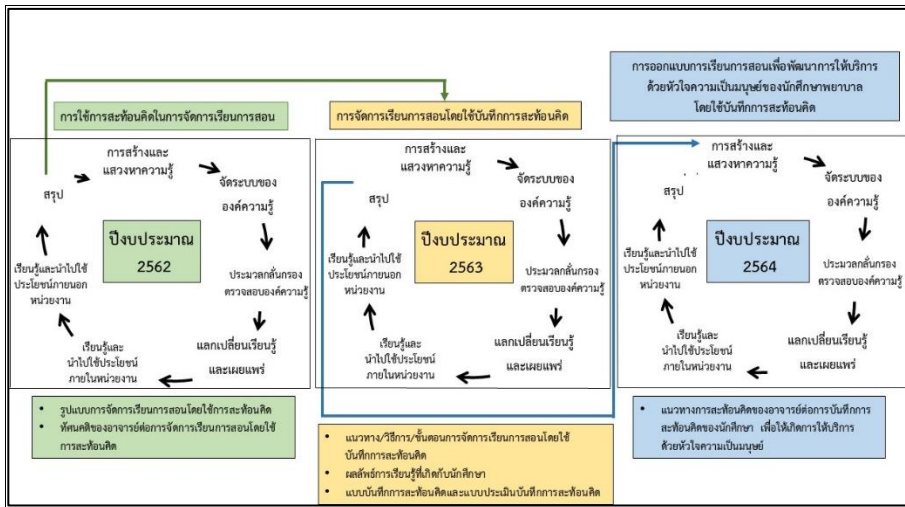 การใช้การสะท้อนคิดในการจัดการเรียนการสอน
การสร้างและ
แสวงหาความรู้
จัดระบบของ
องค์ความรู้
ประมวลกลั่นกรอง
ตรวจสอบองค์ความรู้
แลกเปลี่ยนเรียนรู้
และเผยแพร่
เรียนรู้และ
นำไปใช้ประโยชน์
ภายในหน่วยงาน
เรียนรู้และนำไปใช้
ประโยชน์ภายนอก
หน่วยงาน
สรุป
ปีงบประมาณ
2562
• รูปแบบการจัดการเรียนการสอนโดยใช้การสะท้อนคิด
• ทัศนคติของอาจารย์ต่อการจัดการเรียนการสอนโดยใช้
การสะท้อนคิด
การจัดการเรียนการสอนโดยใช้บันทึกการสะท้อนคิด
การสร้างและ
แสวงหาความรู้
จัดระบบของ
องค์ความรู้
ประมวลกลั่นกรอง
ตรวจสอบองค์ความรู้
แลกเปลี่ยนเรียนรู้
และเผยแพร่
เรียนรู้และ
นำไปใช้ประโยชน์
ภายในหน่วยงาน
เรียนรู้และนำไปใช้
ประโยชน์ภายนอก
หน่วยงาน
สรุป
ปีงบประมาณ
2563
• แนวทาง/วิธีการ/ขั้นตอนการจัดการเรียนการสอนโดยใช้
บันทึกการสะท้อนคิด
• ผลลัพธ์การเรียนรู้ที่เกิดกับนักศึกษา
• แบบบันทึกการสะท้อนคิดและแบบประเมินบันทึกการสะท้อนคิด
การออกแบบการเรียนการสอนเพื่อพัฒนาการให้บริการ
ด้วยหัวใจความเป็นมนุษย์ของนักศึกษาพยาบาล
โดยใช้บันทึกการสะท้อนคิด
การสร้างและ
แสวงหาความรู้
จัดระบบของ
องค์ความรู้
ประมวลกลั่นกรอง
ตรวจสอบองค์ความรู้
แลกเปลี่ยนเรียนรู้
และเผยแพร่
เรียนรู้และ
นำไปใช้ประโยชน์
ภายในหน่วยงาน
เรียนรู้และนำไปใช้
ประโยชน์ภายนอก
หน่วยงาน
สรุป
ปีงบประมาณ
2564
• แนวทางการสะท้อนคิดของอาจารย์ต่อการบันทึกการ
สะท้อนคิดของนักศึกษา เพื่อให้เกิดการให้บริการ
ด้วยหัวใจความเป็นมนุษย์